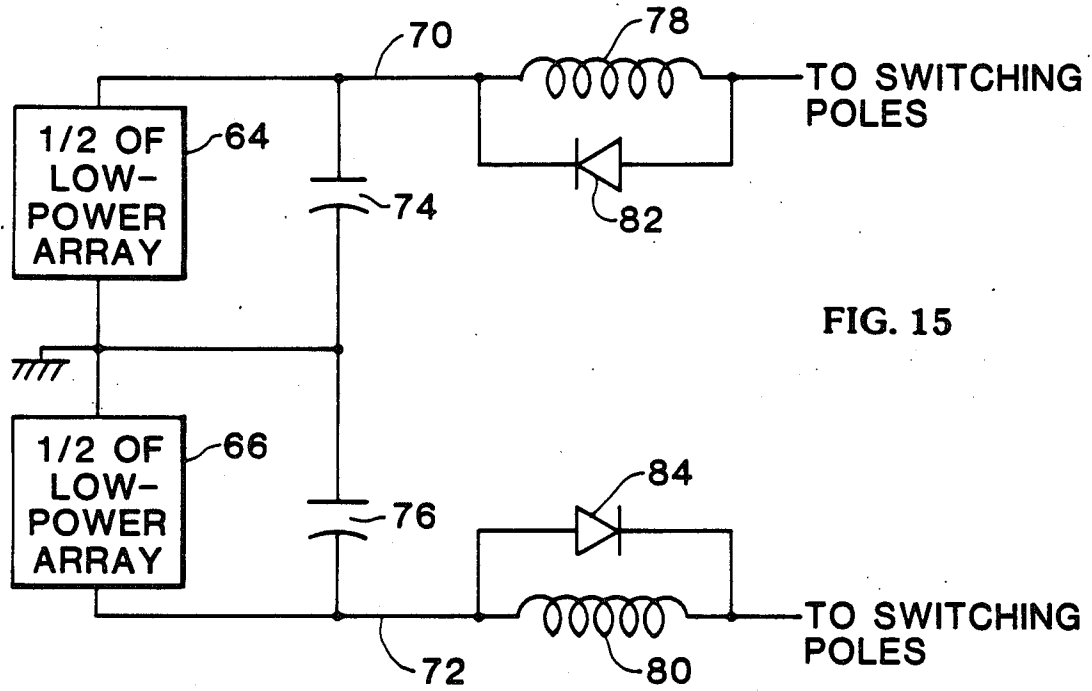 70
78
TO SWITCHING
POLES
1/2 OF
LOW-
POWER
ARRAY
64
74
82
FIG. 15
1/2 OF
LOW-
POWER
ARRAY
66
76
84
72
80
TO SWITCHING
POLES